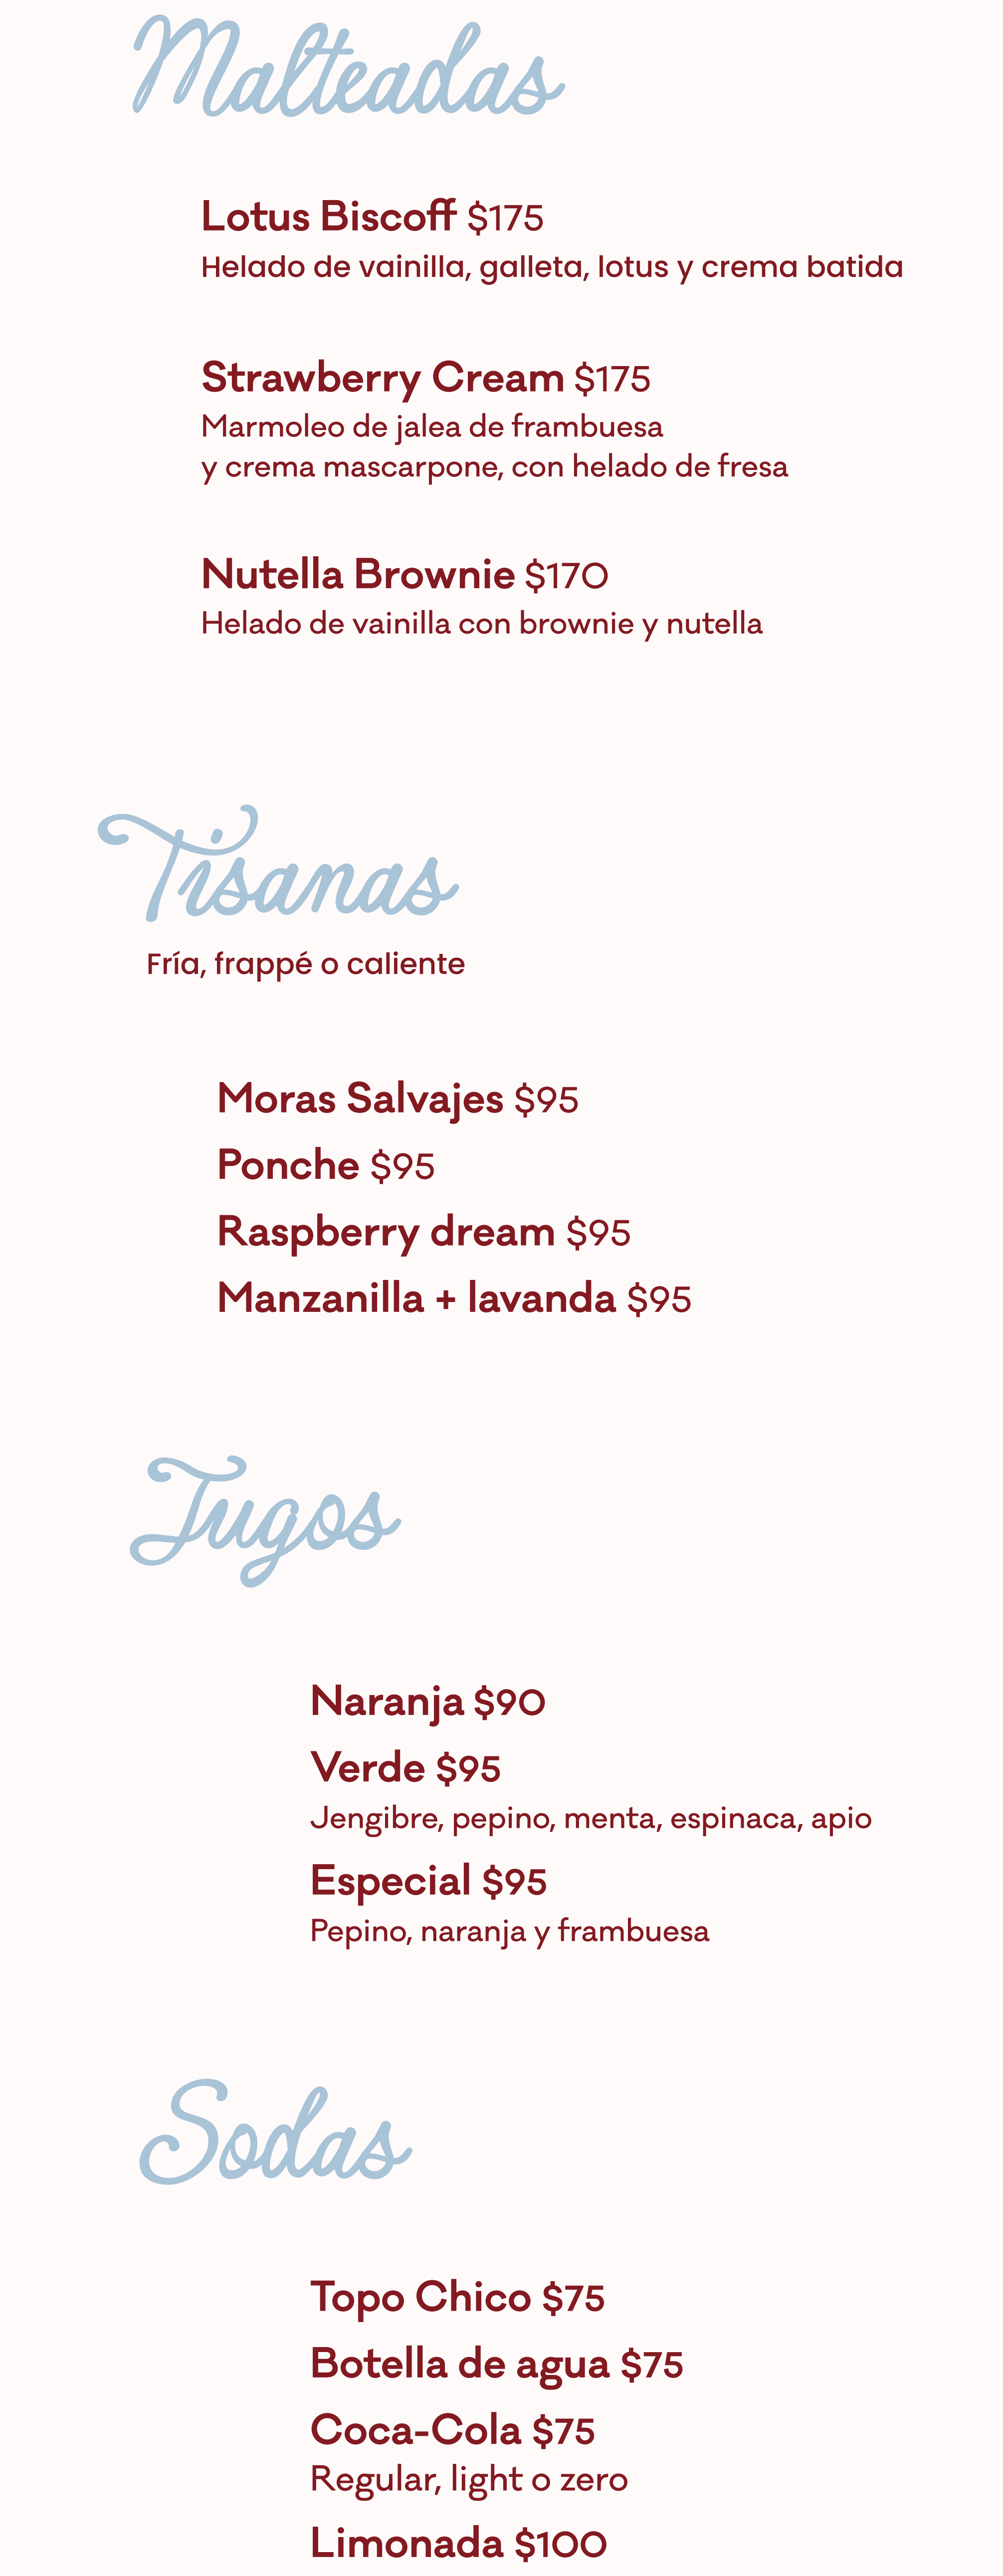 Malteadas
Lotus Biscoff $175
Helado de vainilla, galleta, lotus y crema batida
Strawberry Cream $175
Marmoleo de jalea de frambuesa
y crema mascarpone, con helado de fresa
Nutella Brownie $170
Helado de vainilla con brownie y nutella
Tisanas
Fría, frappé o caliente
Moras Salvajes $95
Ponche $95
Raspberry dream $95
Manzanilla + lavanda $95
Jugos
Naranja $90
Verde $95
Jengibre, pepino, menta, espinaca, apio
Especial $95
Pepino, naranja y frambuesa
Sodas
Topo Chico $75
Botella de agua $75
Coca-Cola $75
Regular, light o zero
Limonada $100